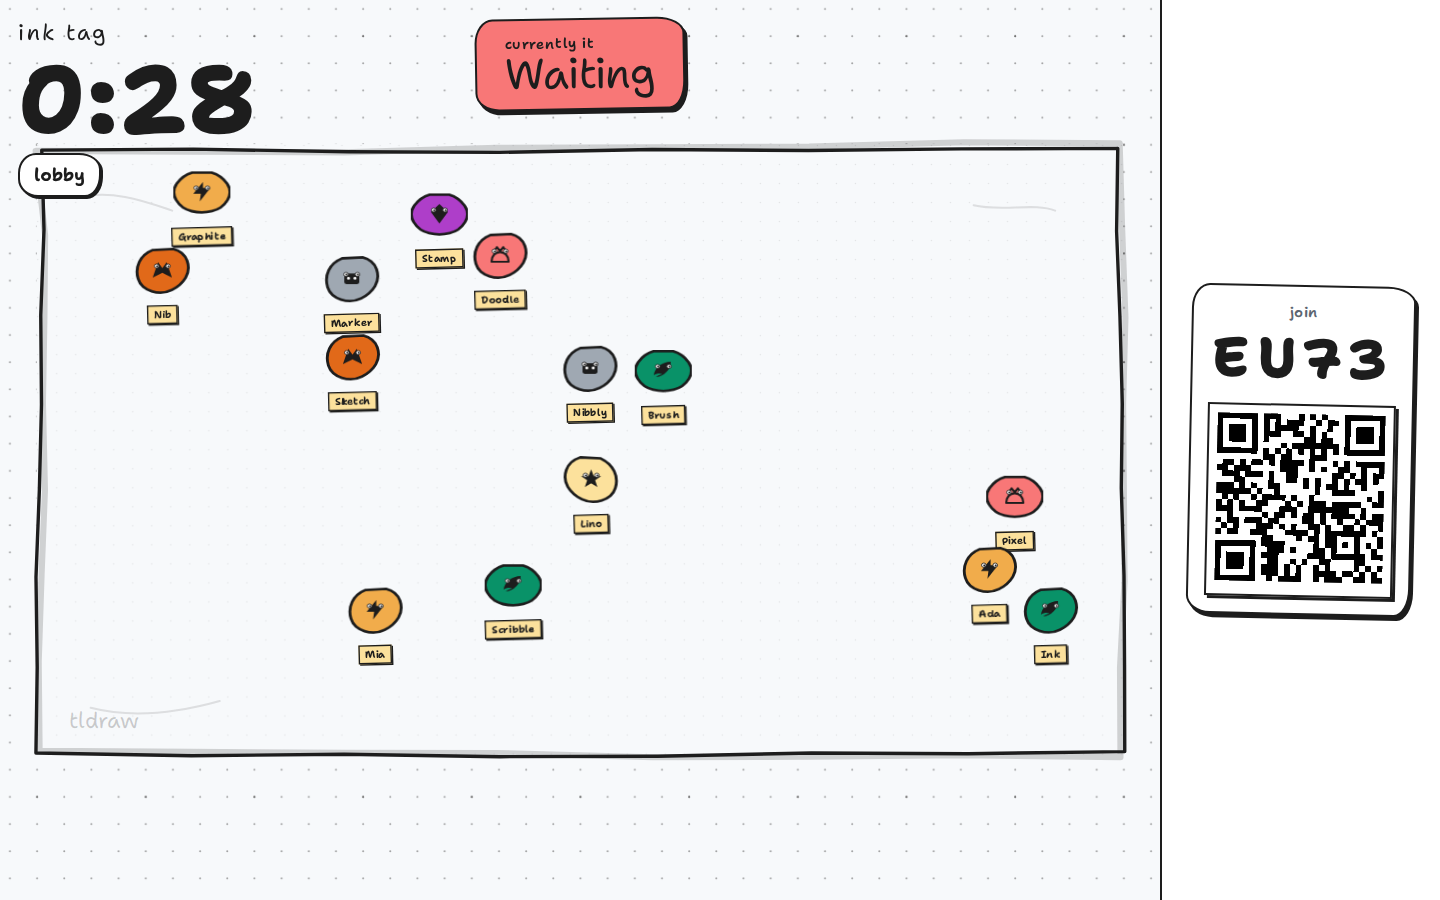 ink tag
0:28
currently it
Waiting
lobby
Graphite
Stamp
Doodle
Nib
Marker
Sketch
Nibbly
Brush
Lino
Pixel
Ada
Ink
Scribble
Mia
tldraw
join
EU73